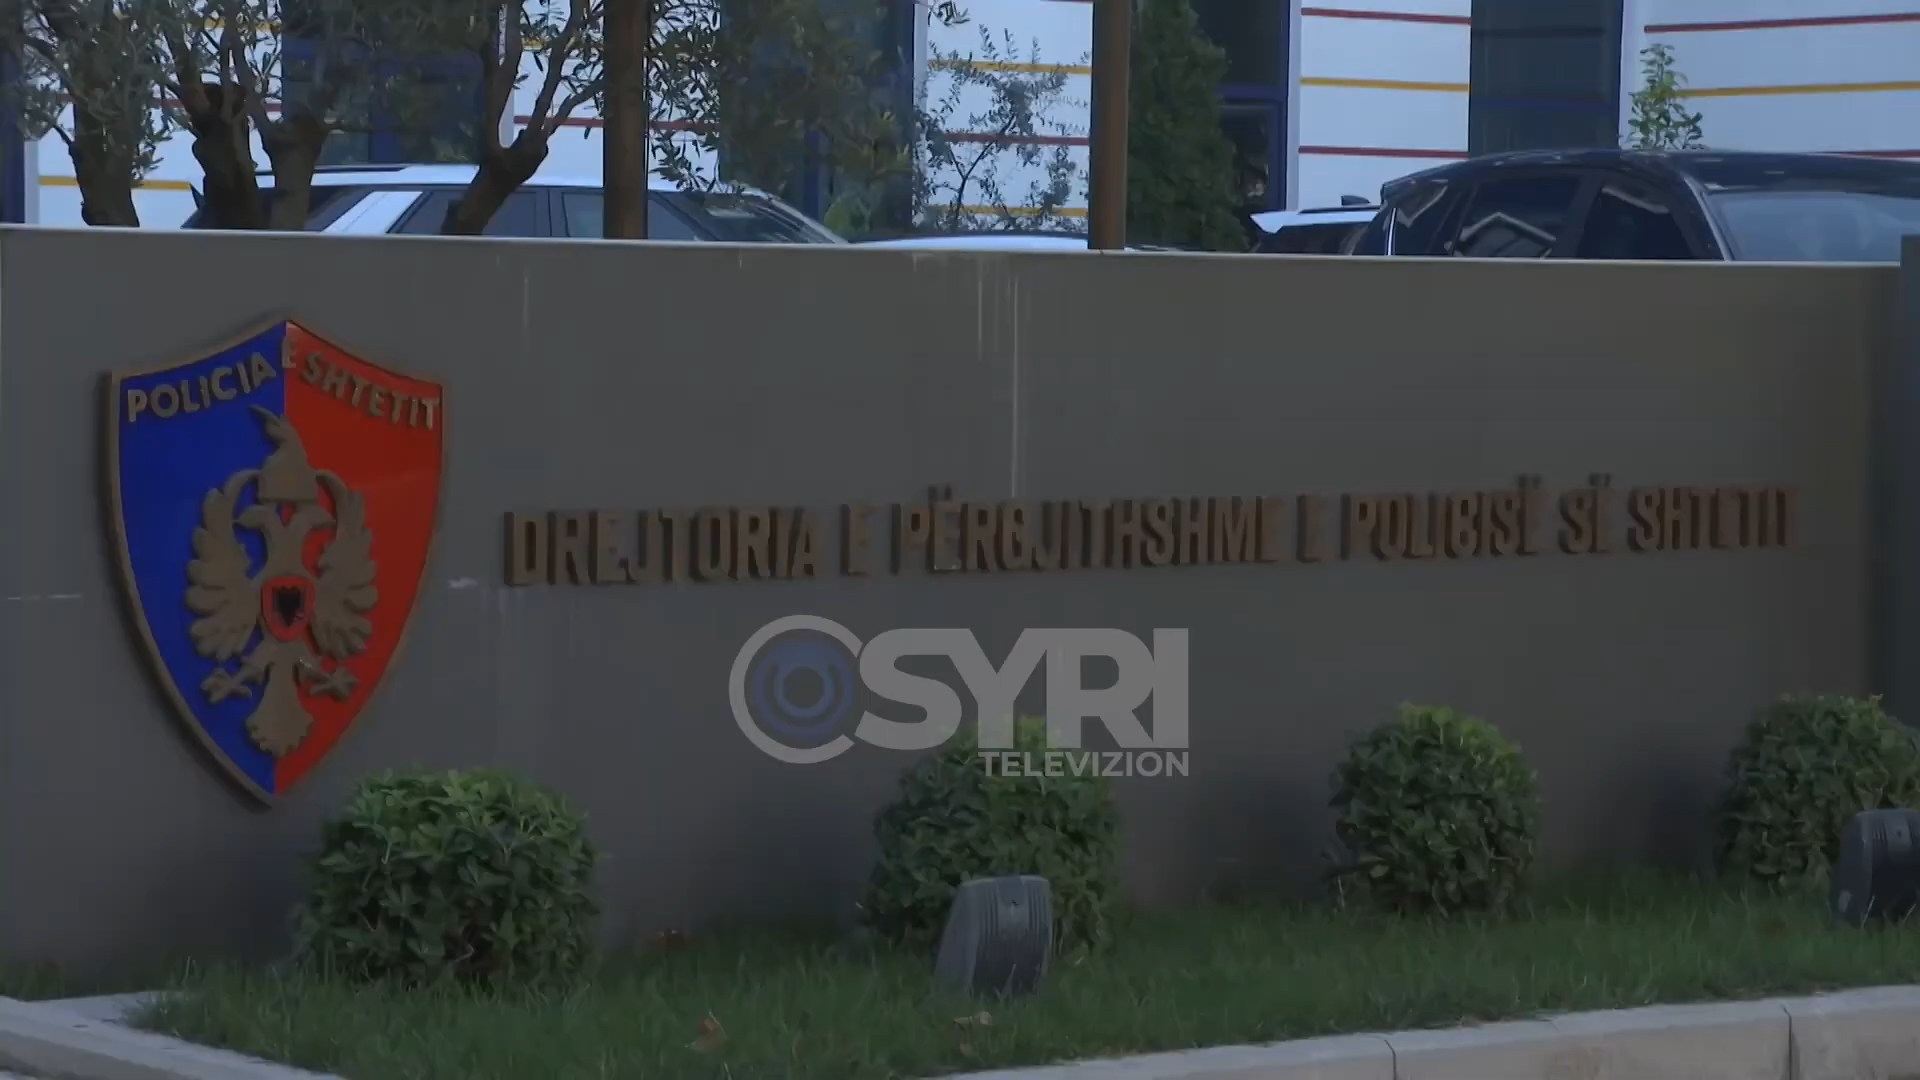 POLICIA E SHTETIT
DREJTORIA E PËRGJITHSHME E POLICISË SË SHTETIT
SYRI
TELEVIZION